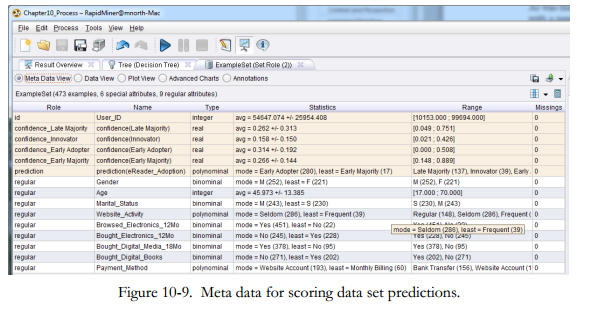 Chapter10_Process – RapidMiner@mnorth-Mac
File Edit Process Tools View Help
Result Overview Tree (Decision Tree) ExampleSet (Set Role (2))
Meta Data View Data View Plot View Advanced Charts Annotations
ExampleSet (473 examples, 6 special attributes, 9 regular attributes)
Role Name Type Statistics Range Missings
id User_ID integer avg = 54647.074 +/- 25954.408 [10153.000 ; 99694.000] 0
confidence_Late Majority confidence(Late Majority) real avg = 0.262 +/- 0.313 [0.049 ; 0.751] 0
confidence_Innovator confidence(Innovator) real avg = 0.158 +/- 0.150 [0.021 ; 0.426] 0
confidence_Early Adopter confidence(Early Adopter) real avg = 0.314 +/- 0.192 [0.000 ; 0.508] 0
confidence_Early Majority confidence(Early Majority) real avg = 0.266 +/- 0.144 [0.148 ; 0.889] 0
prediction prediction(eReader_Adoption) polynominal mode = Early Adopter (280), least = Early Majority (17) Late Majority (137), Innovator (39), Early 0
regular Gender binominal mode = M (252), least = F (221) M (252), F (221) 0
regular Age integer avg = 45.973 +/- 13.385 [17.000 ; 70.000] 0
regular Marital_Status binominal mode = M (243), least = S (230) S (230), M (243) 0
regular Website_Activity polynominal mode = Seldom (286), least = Frequent (39) Regular (148), Seldom (286), Frequent ( 0
regular Browsed_Electronics_12Mo binominal mode = Yes (451), least = No (22) 0
mode = Seldom (286), least = Frequent (39)
regular Bought_Electronics_12Mo binominal mode = No (245), least = Yes (228) Yes (228), No (245) 0
regular Bought_Digital_Media_18Mo binominal mode = Yes (378), least = No (95) Yes (378), No (95) 0
regular Bought_Digital_Books binominal mode = No (271), least = Yes (202) Yes (202), No (271) 0
regular Payment_Method polynominal mode = Website Account (193), least = Monthly Billing (60) Bank Transfer (156), Website Account (1 0
Figure 10-9. Meta data for scoring data set predictions.